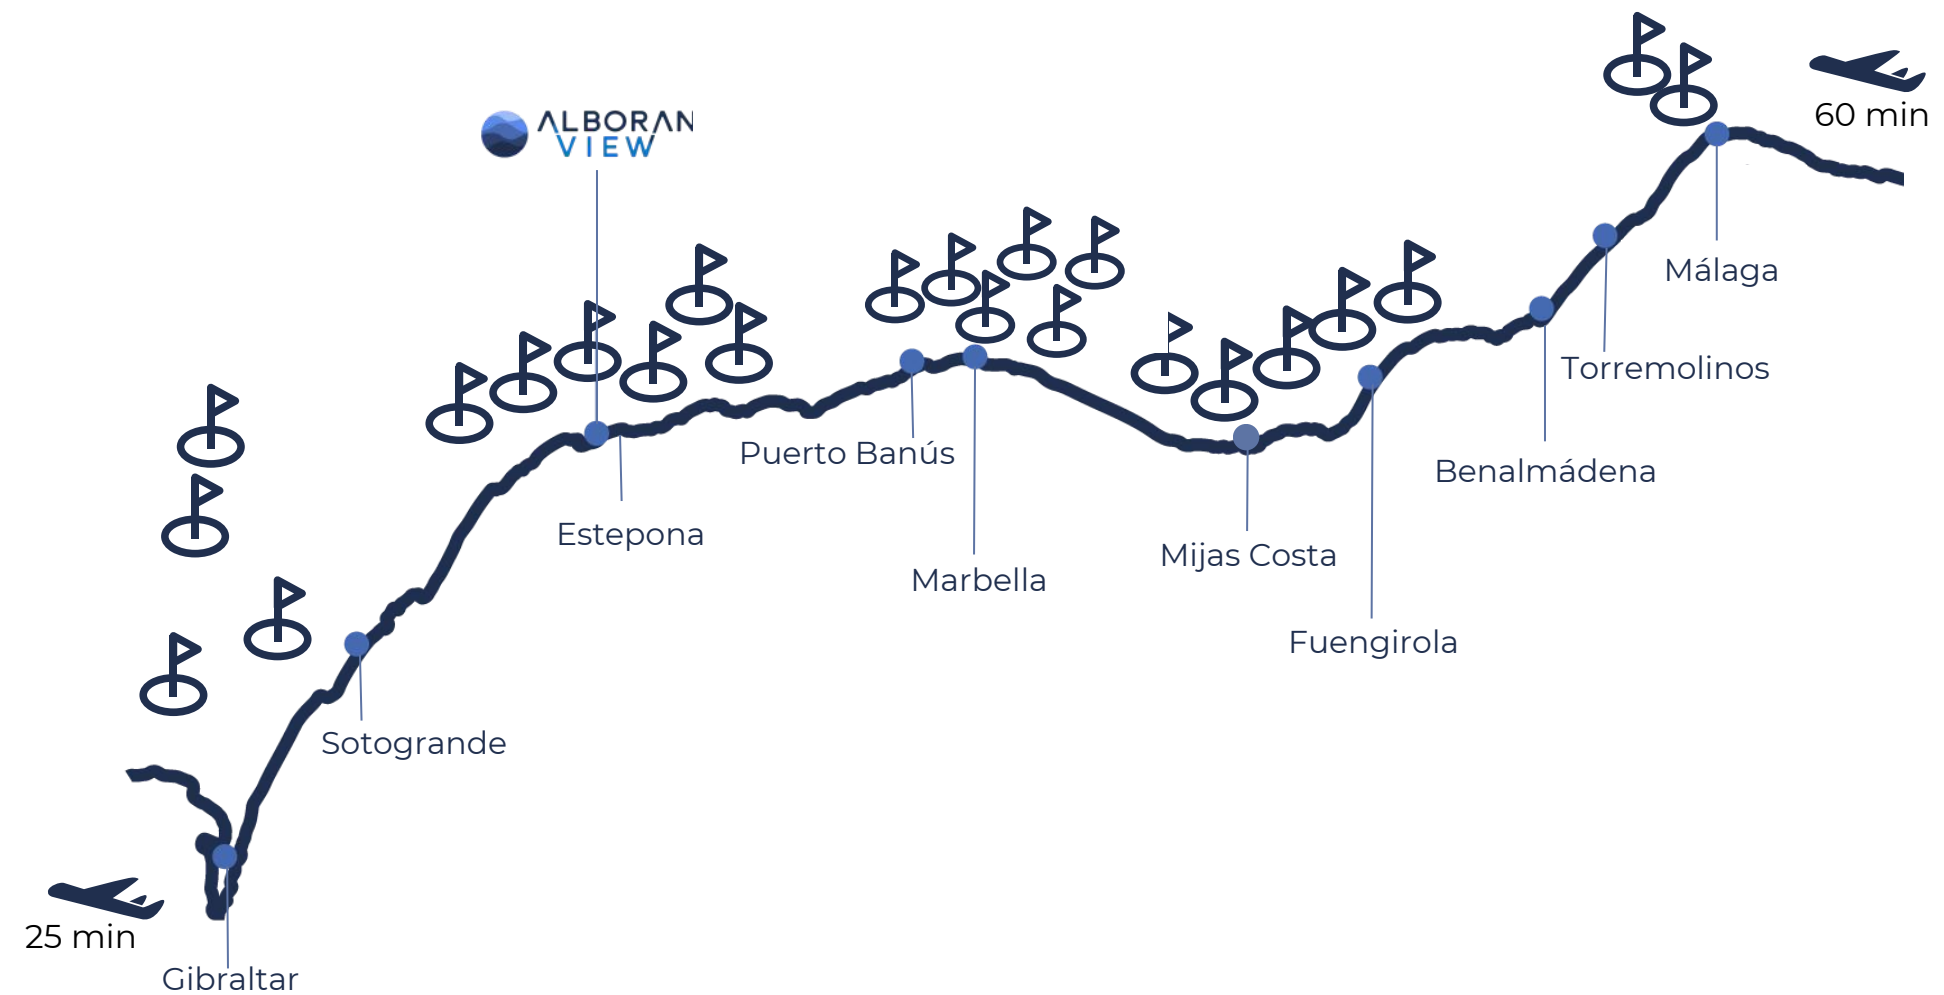 60 min
ALBORAN
VIEW
Málaga
Torremolinos
Puerto Banús
Benalmádena
Estepona
Mijas Costa
Marbella
Fuengirola
Sotogrande
25 min
Gibraltar